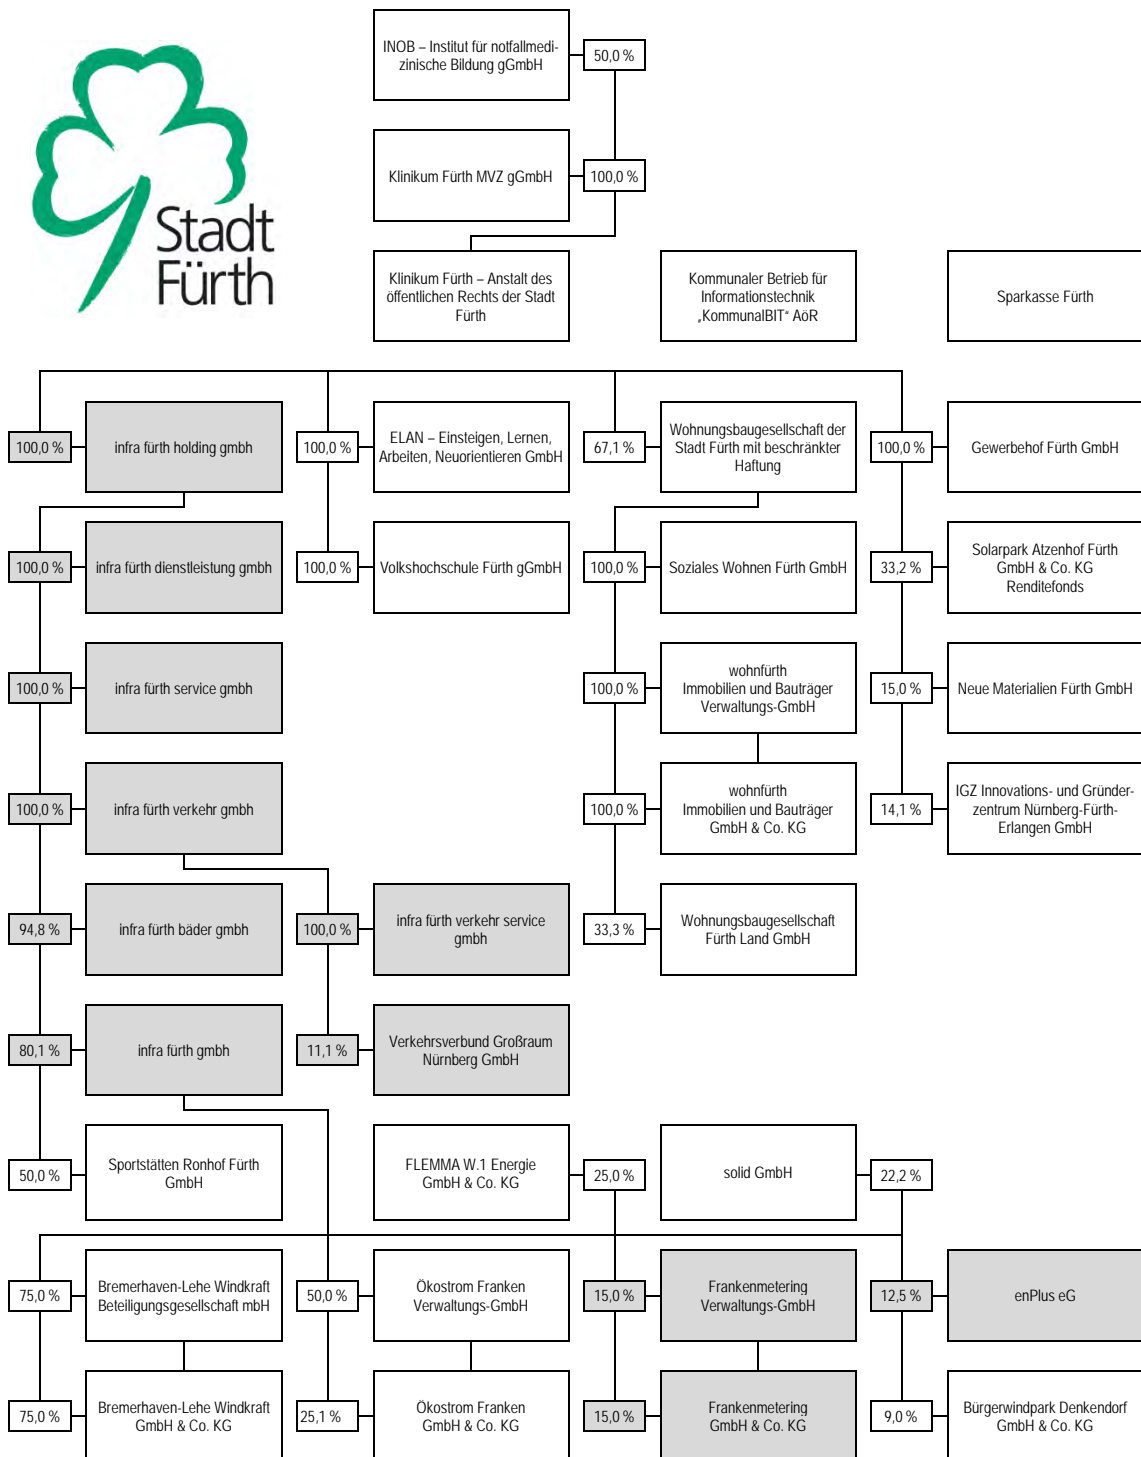 INOB – Institut für notfallmedi-
zinische Bildung gGmbH
50,0 %
Klinikum Fürth MVZ gGmbH
100,0 %
Stadt
Fürth
Klinikum Fürth – Anstalt des
öffentlichen Rechts der Stadt
Fürth
Kommunaler Betrieb für
Informationstechnik
„KommunalBIT“ AöR
Sparkasse Fürth
100,0 %
infra fürth holding gmbh
100,0 %
ELAN – Einsteigen, Lernen,
Arbeiten, Neuorientieren GmbH
67,1 %
Wohnungsbaugesellschaft der
Stadt Fürth mit beschränkter
Haftung
100,0 %
Gewerbehof Fürth GmbH
100,0 %
infra fürth dienstleistung gmbh
100,0 %
Volkshochschule Fürth gGmbH
100,0 %
Soziales Wohnen Fürth GmbH
33,2 %
Solarpark Atzenhof Fürth
GmbH & Co. KG
Renditefonds
100,0 %
infra fürth service gmbh
100,0 %
wohnfürth
Immobilien und Bauträger
Verwaltungs-GmbH
15,0 %
Neue Materialien Fürth GmbH
100,0 %
infra fürth verkehr gmbh
100,0 %
wohnfürth
Immobilien und Bauträger
GmbH & Co. KG
14,1 %
IGZ Innovations- und Gründer-
zentrum Nürnberg-Fürth-
Erlangen GmbH
94,8 %
infra fürth bäder gmbh
100,0 %
infra fürth verkehr service
gmbh
33,3 %
Wohnungsbaugesellschaft
Fürth Land GmbH
80,1 %
infra fürth gmbh
11,1 %
Verkehrsverbund Großraum
Nürnberg GmbH
50,0 %
Sportstätten Ronhof Fürth
GmbH
FLEMMA W.1 Energie
GmbH & Co. KG
25,0 %
solid GmbH
22,2 %
75,0 %
Bremerhaven-Lehe Windkraft
Beteiligungsgesellschaft mbH
50,0 %
Ökostrom Franken
Verwaltungs-GmbH
15,0 %
Frankenmetering
Verwaltungs-GmbH
12,5 %
enPlus eG
75,0 %
Bremerhaven-Lehe Windkraft
GmbH & Co. KG
25,1 %
Ökostrom Franken
GmbH & Co. KG
15,0 %
Frankenmetering
GmbH & Co. KG
9,0 %
Bürgerwindpark Denkendorf
GmbH & Co. KG